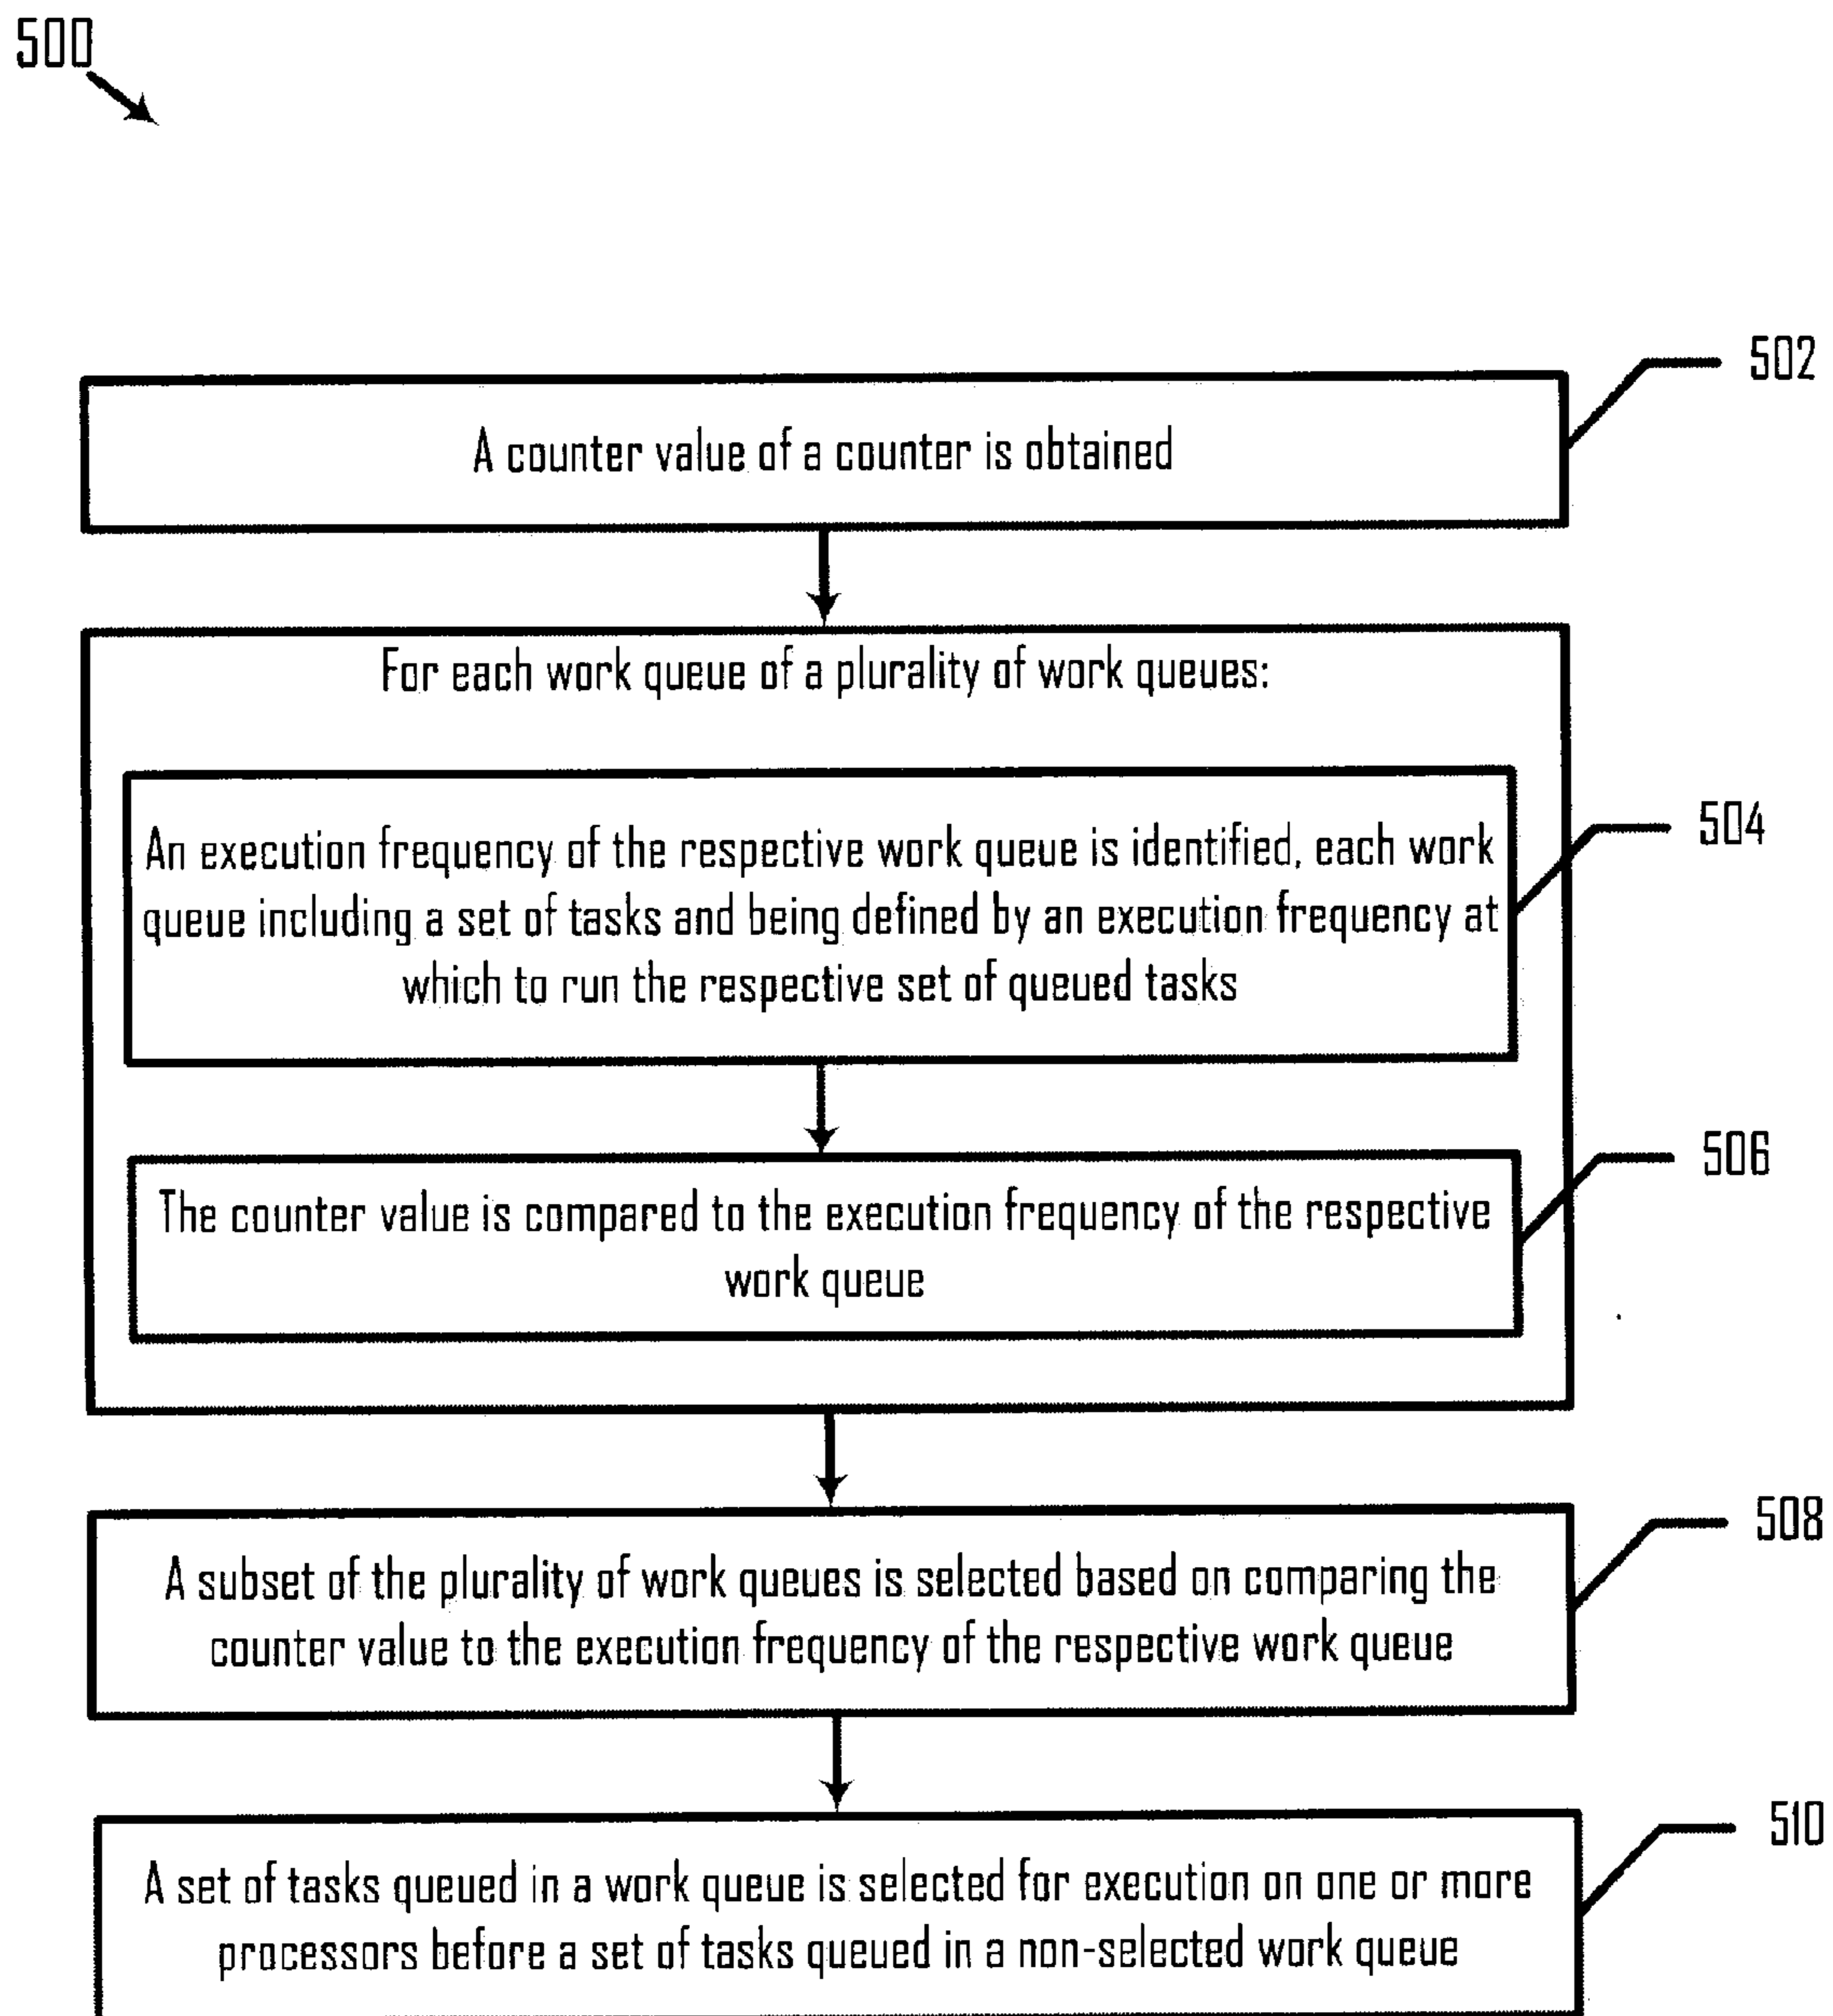 500
502
A counter value of a counter is obtained
For each work queue of a plurality of work queues:
504
An execution frequency of the respective work queue is identified, each work
queue including a set of tasks and being defined by an execution frequency at
which to run the respective set of queued tasks
506
The counter value is compared to the execution frequency of the respective
work queue
508
A subset of the plurality of work queues is selected based on comparing the
counter value to the execution frequency of the respective work queue
510
A set of tasks queued in a work queue is selected for execution on one or more
processors before a set of tasks queued in a non-selected work queue